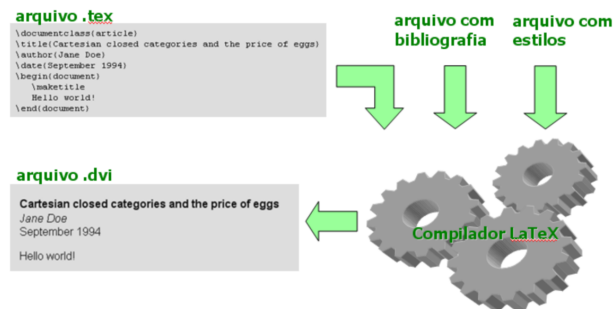 arquivo .tex
\documentclass(article)
\title(Cartesian closed categories and the price of eggs)
\author(Jane Doe)
\date(September 1994)
\begin(document)
\maketitle
Hello world!
\end(document)
arquivo com
bibliografia
arquivo com
estilos
arquivo .dvi
Cartesian closed categories and the price of eggs
Jane Doe
September 1994
Hello world!
Compilador LaTeX